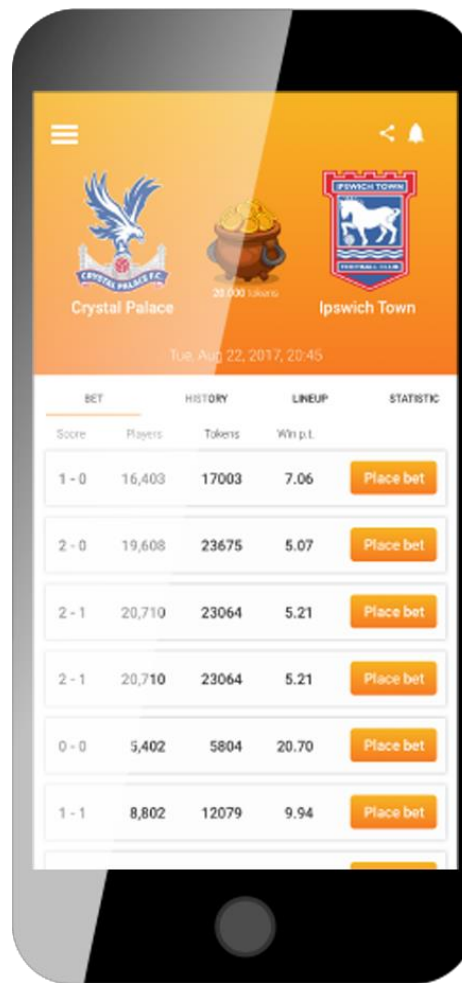 IPSWICH TOWN
FOOTBALL CLUB
CRYSTAL PALACE F.C.
20 000 tokens
Crystal Palace
Ipswich Town
Tue, Aug 22, 2017, 20:45
BET HISTORY LINEUP STATISTIC
Score Players Tokens Win p.t.
1 - 0 16,403 17003 7.06 Place bet
2 - 0 19,608 23675 5.07 Place bet
2 - 1 20,710 23064 5.21 Place bet
2 - 1 20,710 23064 5.21 Place bet
0 - 0 5,402 5804 20.70 Place bet
1 - 1 8,802 12079 9.94 Place bet